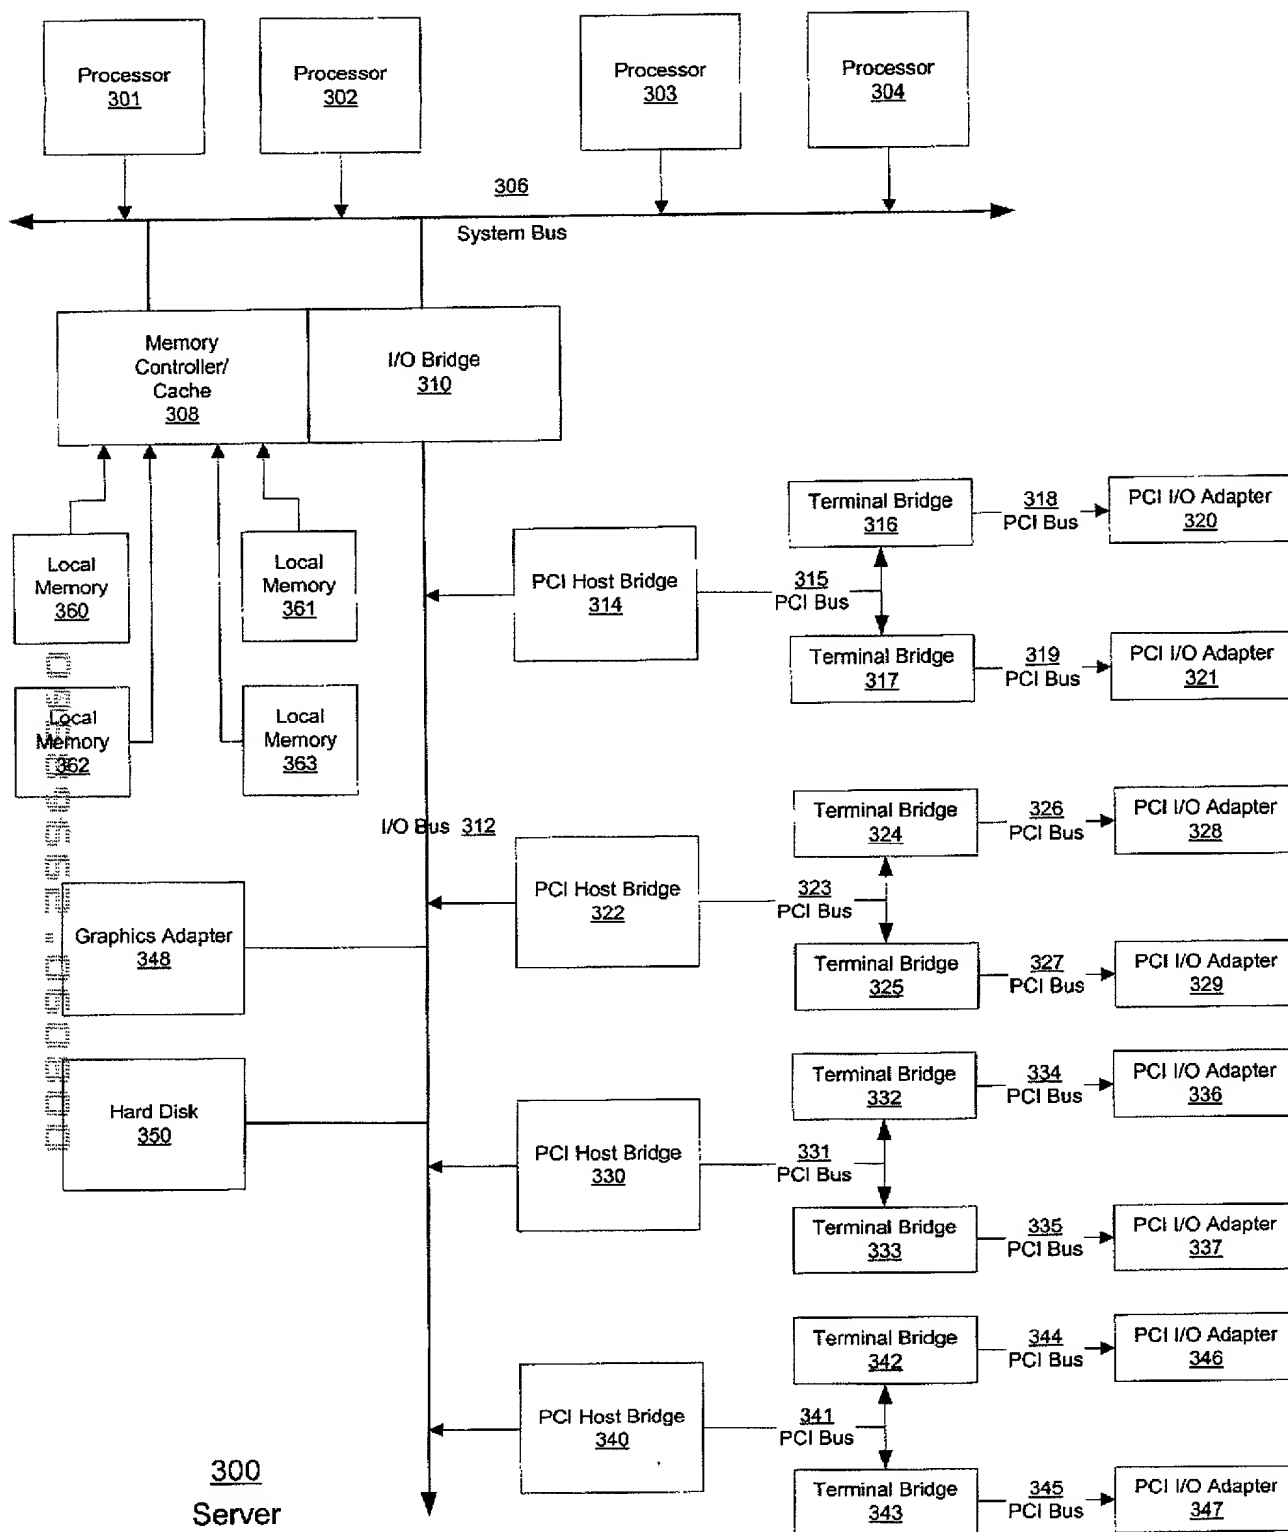 Processor
301
Processor
302
Processor
303
Processor
304
306
System Bus
Memory
Controller/
Cache
308
I/O Bridge
310
Local
Memory
360
Local
Memory
361
Local
Memory
362
Local
Memory
363
I/O Bus 312
Graphics Adapter
348
Hard Disk
350
PCI Host Bridge
314
315
PCI Bus
Terminal Bridge
316
318
PCI Bus
PCI I/O Adapter
320
Terminal Bridge
317
319
PCI Bus
PCI I/O Adapter
321
PCI Host Bridge
322
323
PCI Bus
Terminal Bridge
324
326
PCI Bus
PCI I/O Adapter
328
Terminal Bridge
325
327
PCI Bus
PCI I/O Adapter
329
PCI Host Bridge
330
331
PCI Bus
Terminal Bridge
332
334
PCI Bus
PCI I/O Adapter
336
Terminal Bridge
333
335
PCI Bus
PCI I/O Adapter
337
PCI Host Bridge
340
341
PCI Bus
Terminal Bridge
342
344
PCI Bus
PCI I/O Adapter
346
Terminal Bridge
343
345
PCI Bus
PCI I/O Adapter
347
300
Server